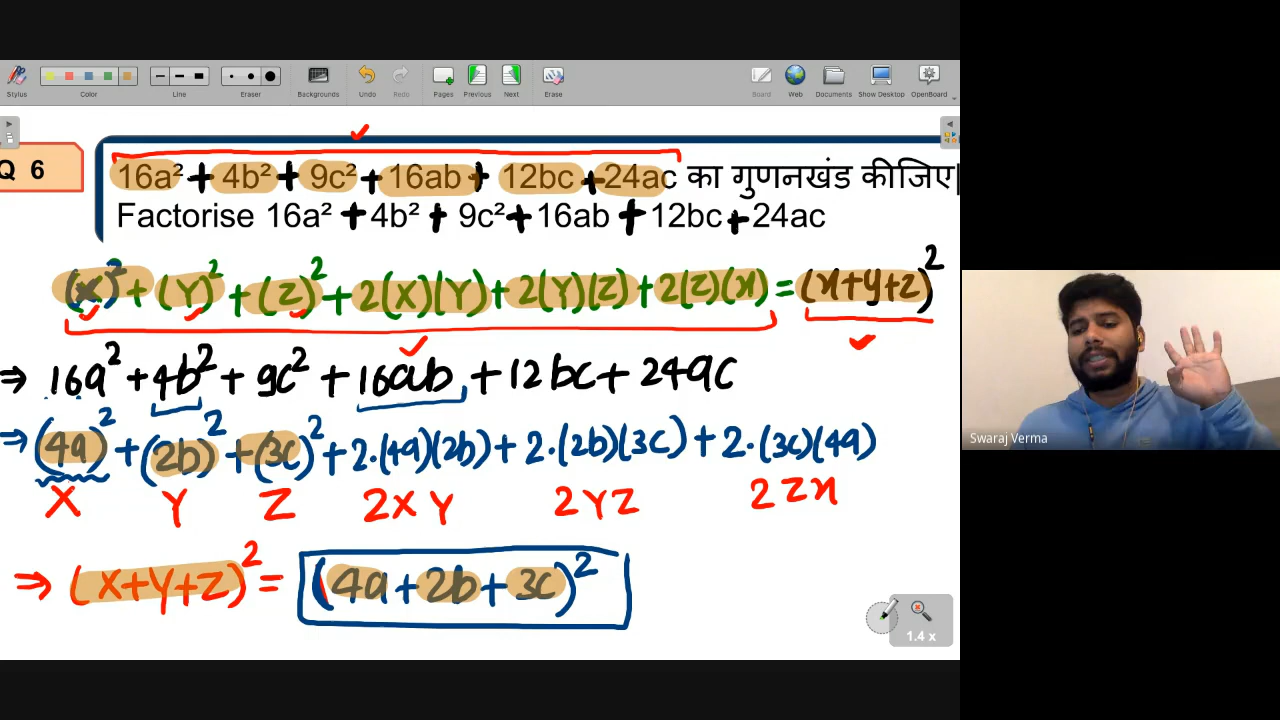 Stylus Color Line Eraser Backgrounds Undo Redo Pages Previous Next Erase Board Web Documents Show Desktop OpenBoard
Q 6
16a² + 4b² + 9c² + 16ab + 12bc + 24ac का गुणनखंड कीजिए|
Factorise 16a² + 4b² + 9c² + 16ab + 12bc + 24ac
(x)² + (Y)² + (Z)² + 2(X)(Y) + 2(Y)(Z) + 2(Z)(x) = (x+y+z)²
⇒ 16a² + 4b² + 9c² + 16ab + 12bc + 24ac
⇒ (4a)² + (2b)² + (3c)² + 2·(4a)(2b) + 2·(2b)(3c) + 2·(3c)(4a)
X Y Z 2XY 2YZ 2Zx
⇒ (X+Y+Z)² = (4a+2b+3c)²
1.4 x
Swaraj Verma